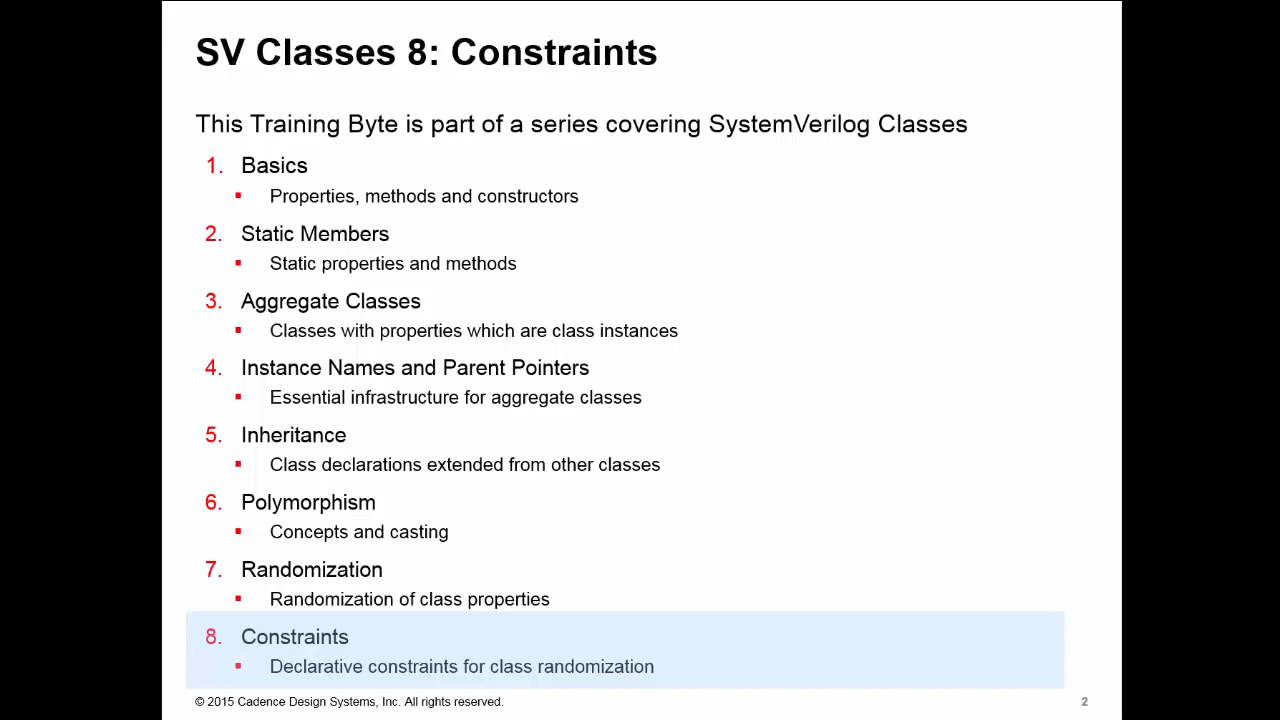 SV Classes 8: Constraints
This Training Byte is part of a series covering SystemVerilog Classes
1. Basics
▪ Properties, methods and constructors
2. Static Members
▪ Static properties and methods
3. Aggregate Classes
▪ Classes with properties which are class instances
4. Instance Names and Parent Pointers
▪ Essential infrastructure for aggregate classes
5. Inheritance
▪ Class declarations extended from other classes
6. Polymorphism
▪ Concepts and casting
7. Randomization
▪ Randomization of class properties
8. Constraints
▪ Declarative constraints for class randomization
© 2015 Cadence Design Systems, Inc. All rights reserved.
2